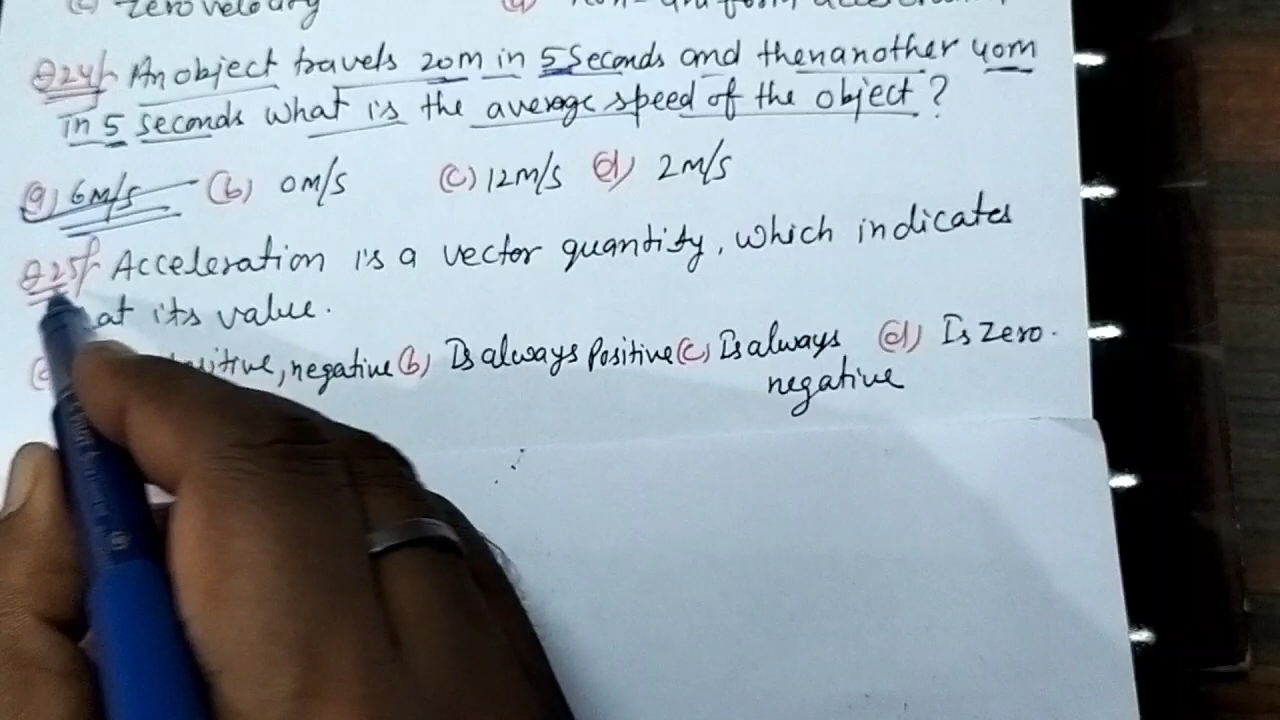 (c) Zero velocity (d)
Q24/- An object travels 20m in 5 Seconds and then another 40m
in 5 seconds what is the average speed of the object ?
(a) 6m/s (b) 0m/s (c) 12m/s (d) 2m/s
Q25/- Acceleration is a vector quantity, which indicates
at its value.
negative (b) Is always Positive (c) Is always (d) Is Zero.
negative